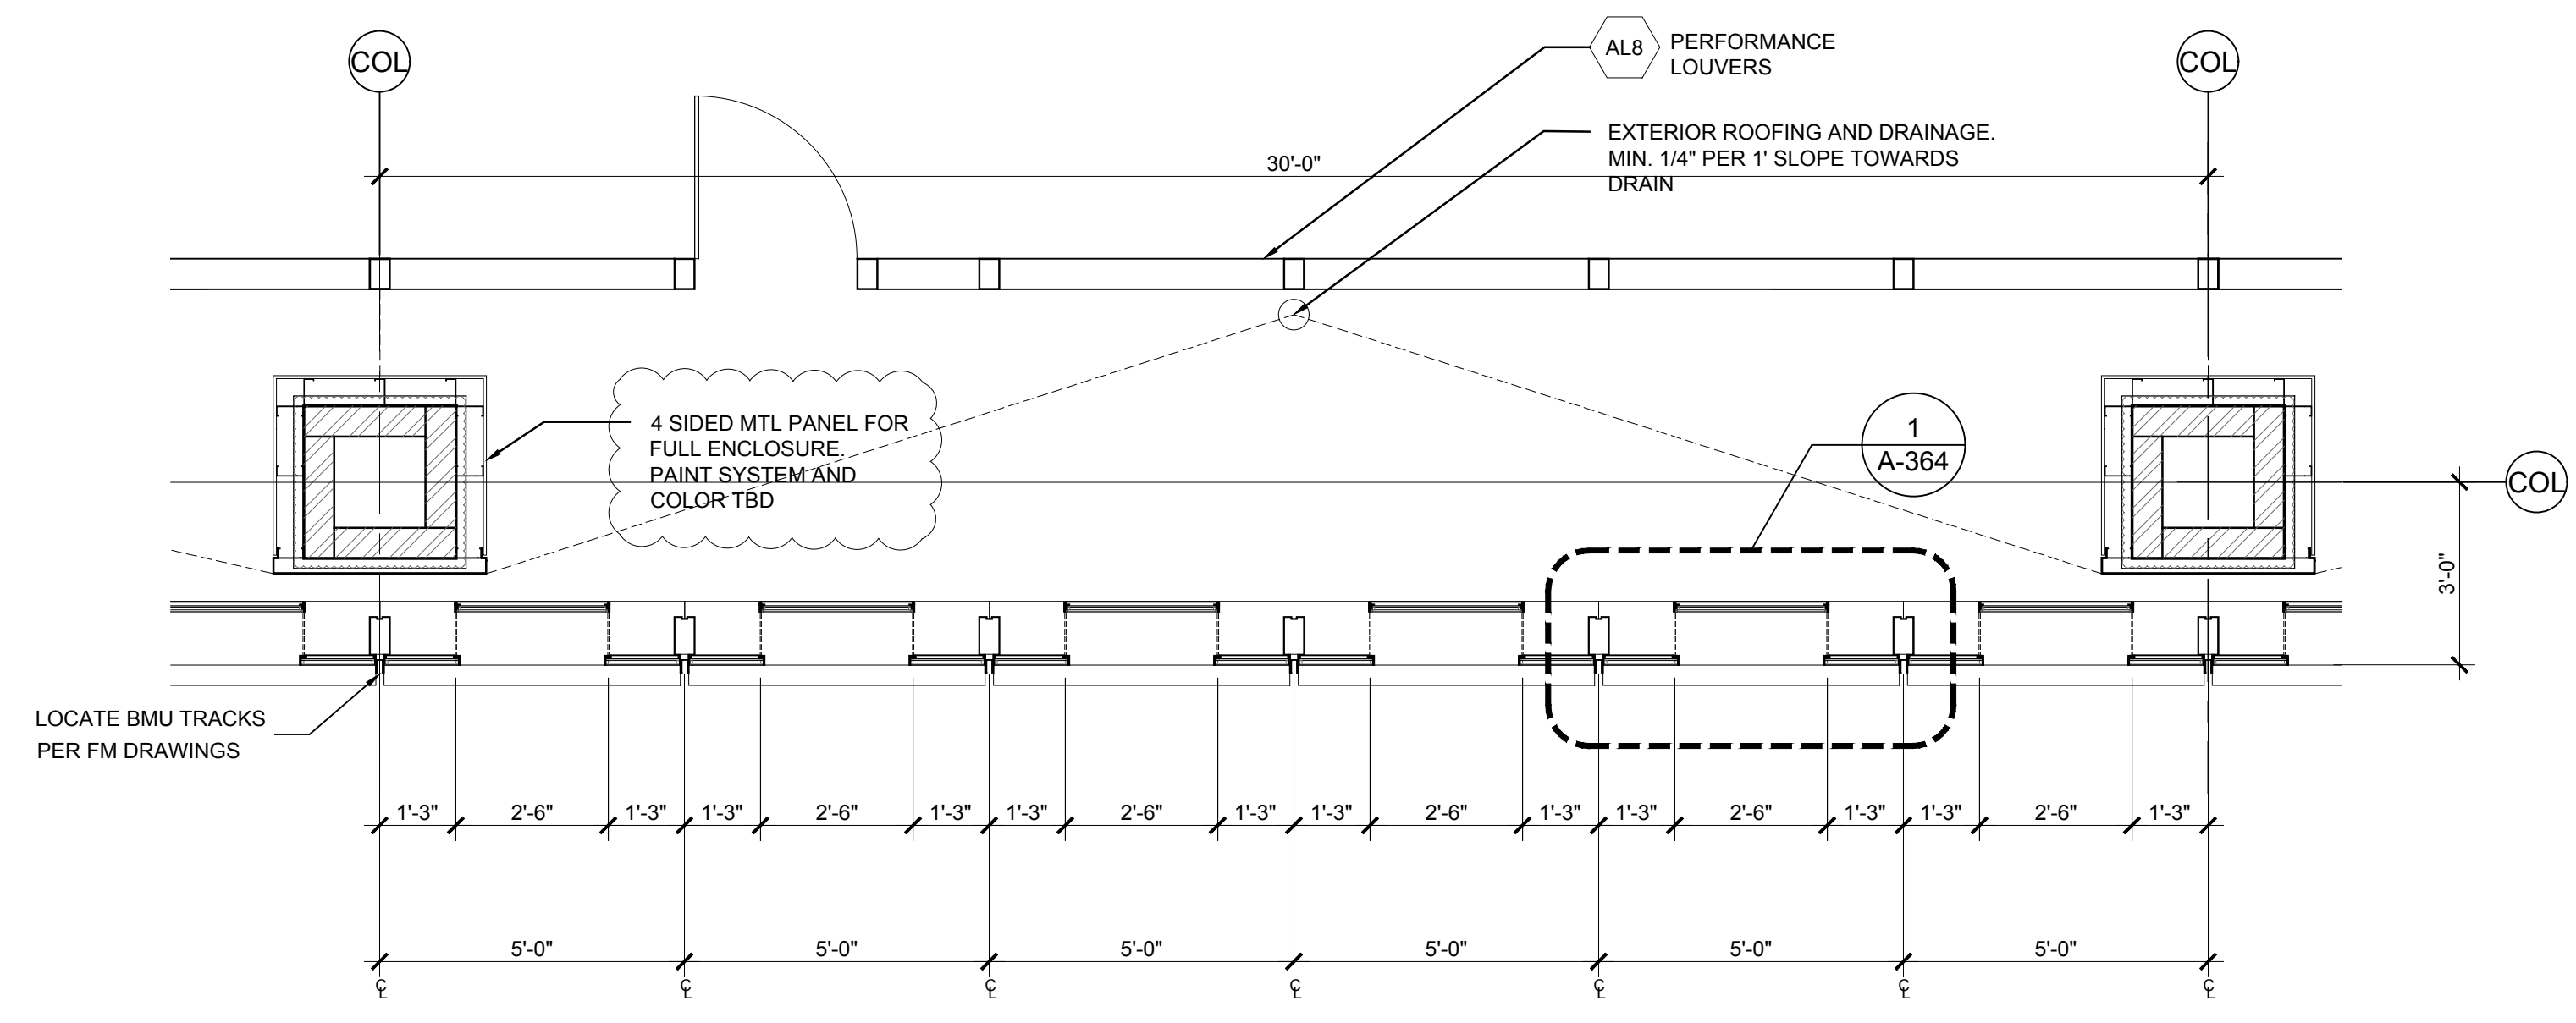 COL
COL
AL8
PERFORMANCE
LOUVERS
EXTERIOR ROOFING AND DRAINAGE.
MIN. 1/4" PER 1' SLOPE TOWARDS
DRAIN
30'-0"
4 SIDED MTL PANEL FOR
FULL ENCLOSURE.
PAINT SYSTEM AND
COLOR TBD
1
A-364
COL
3'-0"
LOCATE BMU TRACKS
PER FM DRAWINGS
1'-3" 2'-6" 1'-3" 1'-3" 2'-6" 1'-3" 1'-3" 2'-6" 1'-3" 1'-3" 2'-6" 1'-3" 1'-3" 2'-6" 1'-3" 1'-3" 2'-6" 1'-3"
5'-0" 5'-0" 5'-0" 5'-0" 5'-0" 5'-0"
℄ ℄ ℄ ℄ ℄ ℄ ℄